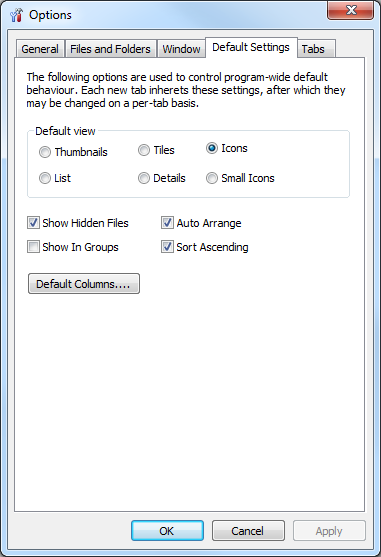 Options
General Files and Folders Window Default Settings Tabs
The following options are used to control program-wide default
behaviour. Each new tab inherets these settings, after which they
may be changed on a per-tab basis.
Default view
Thumbnails Tiles Icons
List Details Small Icons
Show Hidden Files Auto Arrange
Show In Groups Sort Ascending
Default Columns....
OK Cancel Apply